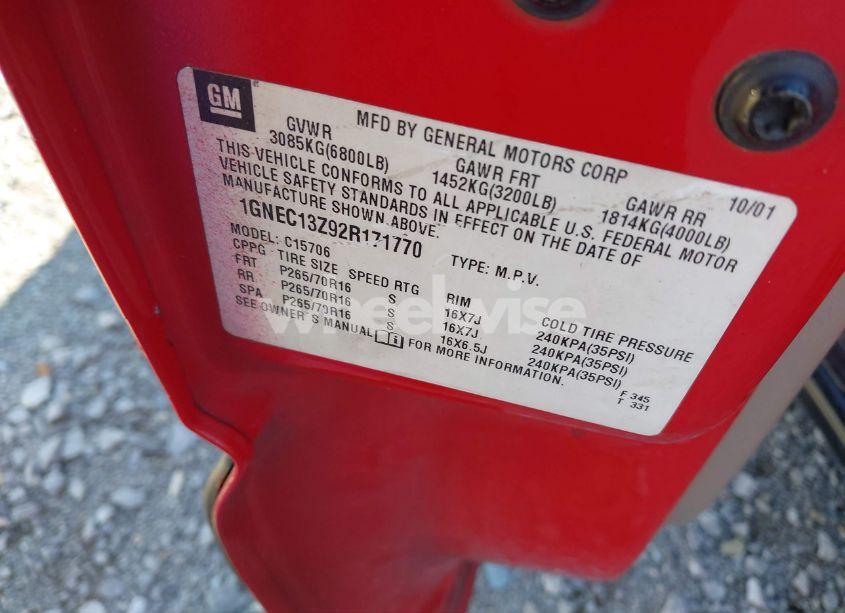 GM
MFD BY GENERAL MOTORS CORP
10/01
GVWR GAWR FRT GAWR RR
3085KG(6800LB) 1452KG(3200LB) 1814KG(4000LB)
THIS VEHICLE CONFORMS TO ALL APPLICABLE U.S. FEDERAL MOTOR
VEHICLE SAFETY STANDARDS IN EFFECT ON THE DATE OF
MANUFACTURE SHOWN ABOVE.
1GNEC13Z92R171770 TYPE: M.P.V.
MODEL: C15706
CPPG TIRE SIZE SPEED RTG RIM COLD TIRE PRESSURE
FRT P265/70R16 S 16X7J 240KPA(35PSI)
RR P265/70R16 S 16X7J 240KPA(35PSI)
SPA P265/70R16 S 16X6.5J 240KPA(35PSI)
SEE OWNER'S MANUAL FOR MORE INFORMATION.
F 345
T 331
wheelwise